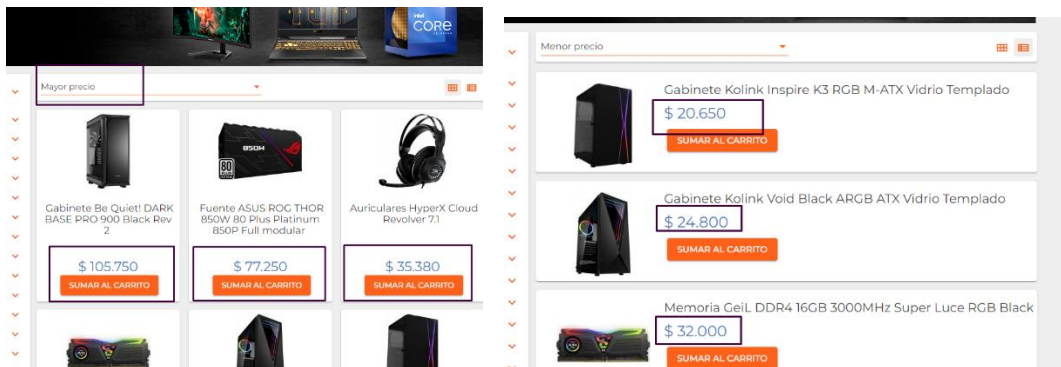 intel
CORE
Mayor precio
850W
80
PLUS
Gabinete Be Quiet! DARK
BASE PRO 900 Black Rev
2
$ 105.750
SUMAR AL CARRITO
Fuente ASUS ROG THOR
850W 80 Plus Platinum
850P Full modular
$ 77.250
SUMAR AL CARRITO
Auriculares HyperX Cloud
Revolver 7.1
$ 35.380
SUMAR AL CARRITO
Menor precio
Gabinete Kolink Inspire K3 RGB M-ATX Vidrio Templado
$ 20.650
SUMAR AL CARRITO
Gabinete Kolink Void Black ARGB ATX Vidrio Templado
$ 24.800
SUMAR AL CARRITO
Memoria GeiL DDR4 16GB 3000MHz Super Luce RGB Black
$ 32.000
SUMAR AL CARRITO